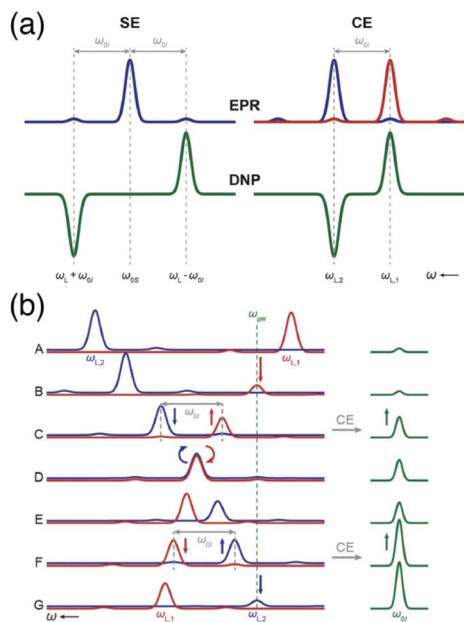 (a)
SE
CE
ω0I
ω0I
ω0I
EPR
DNP
ωL + ω0I
ω0S
ωL - ω0I
ωL,2
ωL,1
ω ←
(b)
ωμw
A
ωL,2
ωL,1
B
C
ω0I
CE
D
E
F
ω0I
CE
G
ω ←
ωL,1
ωL,2
ω0I